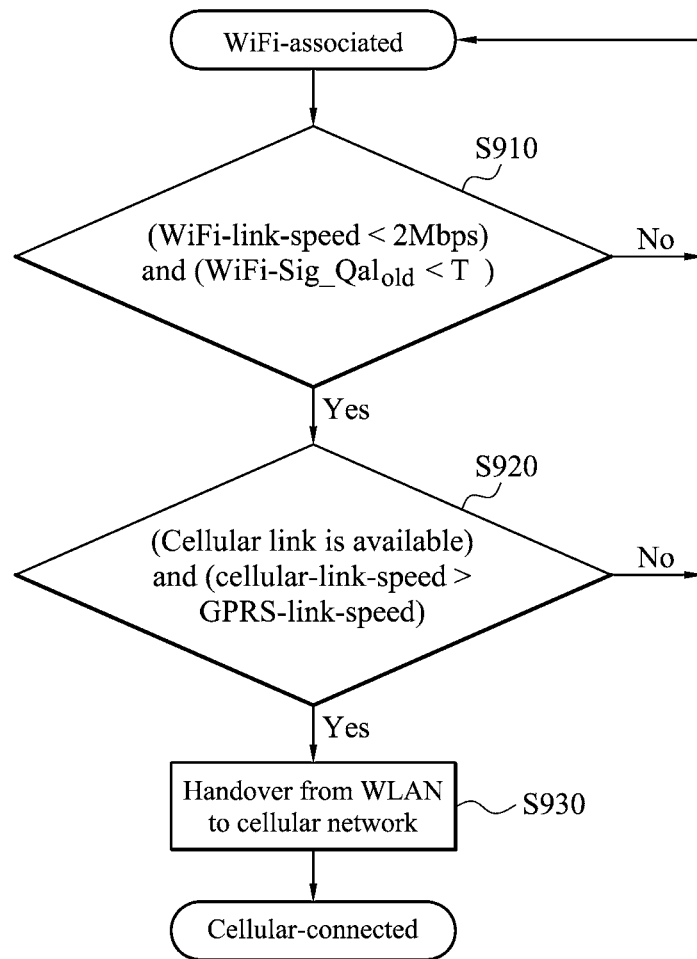 WiFi-associated
S910
(WiFi-link-speed < 2Mbps)
and (WiFi-Sig_Qalold < T )
No
Yes
S920
(Cellular link is available)
and (cellular-link-speed >
GPRS-link-speed)
No
Yes
Handover from WLAN
to cellular network
S930
Cellular-connected